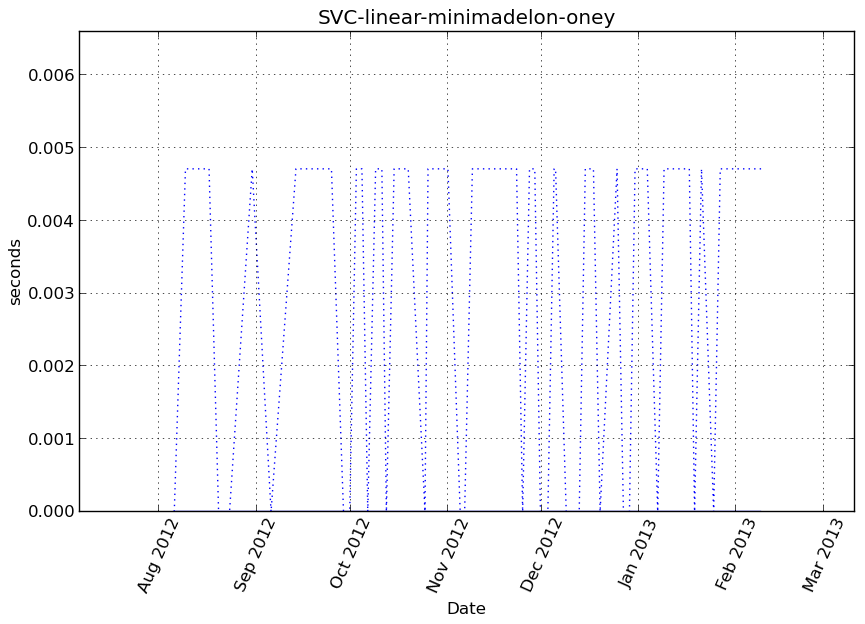 SVC-linear-minimadelon-oney
0.006
0.005
0.004
0.003
0.002
0.001
0.000
seconds
Aug 2012
Sep 2012
Oct 2012
Nov 2012
Dec 2012
Jan 2013
Feb 2013
Mar 2013
Date